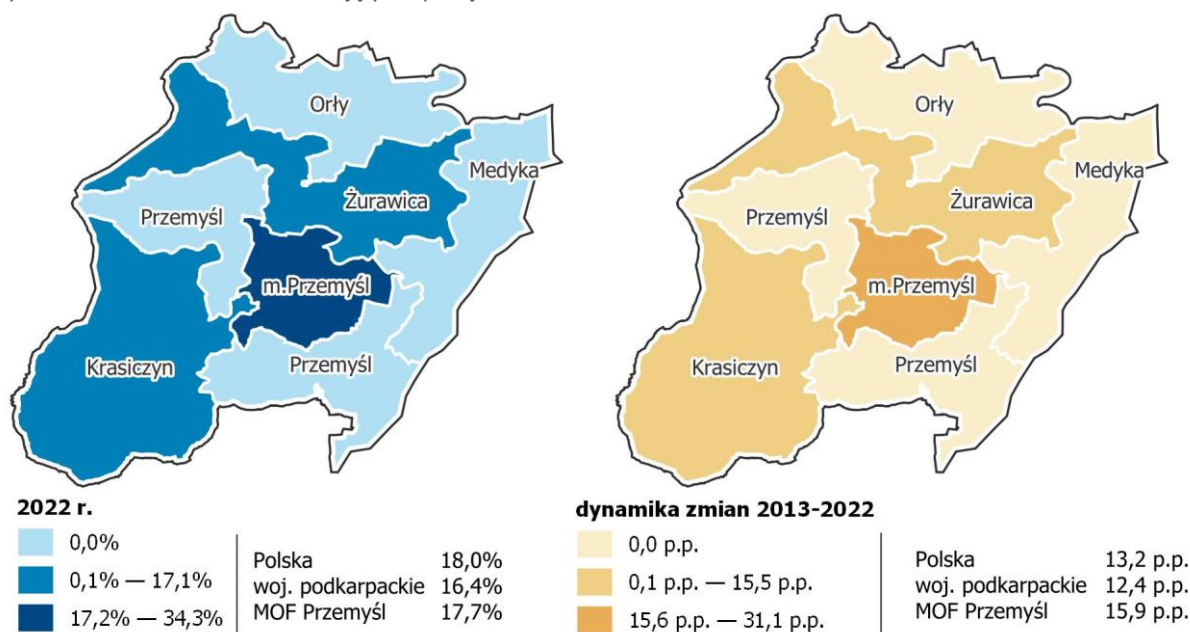 Orły
Medyka
Żurawica
Przemyśl
m.Przemyśl
Krasiczyn
Przemyśl
2022 r.
0,0%
0,1% — 17,1%
17,2% — 34,3%
Polska 18,0%
woj. podkarpackie 16,4%
MOF Przemyśl 17,7%
Orły
Medyka
Żurawica
Przemyśl
m.Przemyśl
Krasiczyn
Przemyśl
dynamika zmian 2013-2022
0,0 p.p.
0,1 p.p. — 15,5 p.p.
15,6 p.p. — 31,1 p.p.
Polska 13,2 p.p.
woj. podkarpackie 12,4 p.p.
MOF Przemyśl 15,9 p.p.